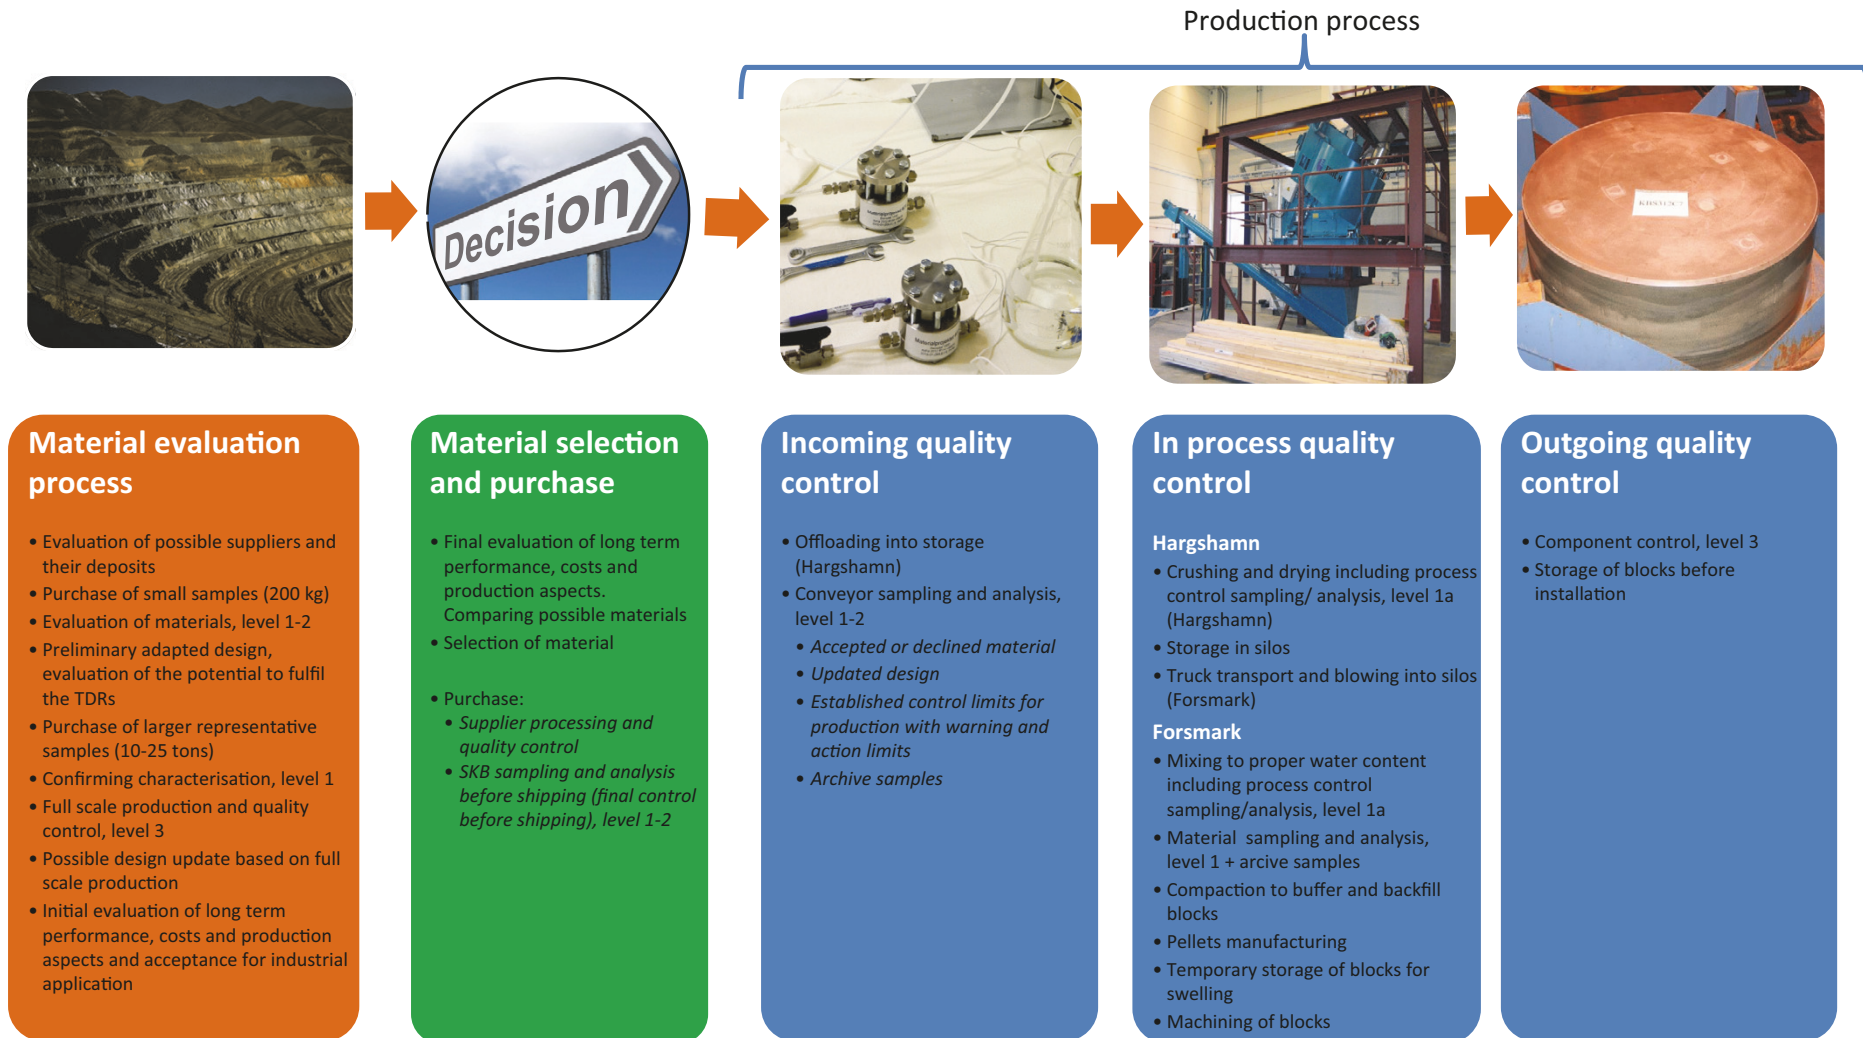 Production process
Decision
Material evaluation
process
• Evaluation of possible suppliers and
their deposits
• Purchase of small samples (200 kg)
• Evaluation of materials, level 1-2
• Preliminary adapted design,
evaluation of the potential to fulfil
the TDRs
• Purchase of larger representative
samples (10-25 tons)
• Confirming characterisation, level 1
• Full scale production and quality
control, level 3
• Possible design update based on full
scale production
• Initial evaluation of long term
performance, costs and production
aspects and acceptance for industrial
application
Material selection
and purchase
• Final evaluation of long term
performance, costs and
production aspects.
Comparing possible materials
• Selection of material
• Purchase:
• Supplier processing and
quality control
• SKB sampling and analysis
before shipping (final control
before shipping), level 1-2
Incoming quality
control
• Offloading into storage
(Hargshamn)
• Conveyor sampling and analysis,
level 1-2
• Accepted or declined material
• Updated design
• Established control limits for
production with warning and
action limits
• Archive samples
In process quality
control
Hargshamn
• Crushing and drying including process
control sampling/ analysis, level 1a
(Hargshamn)
• Storage in silos
• Truck transport and blowing into silos
(Forsmark)
Forsmark
• Mixing to proper water content
including process control
sampling/analysis, level 1a
• Material sampling and analysis,
level 1 + arcive samples
• Compaction to buffer and backfill
blocks
• Pellets manufacturing
• Temporary storage of blocks for
swelling
• Machining of blocks
Outgoing quality
control
• Component control, level 3
• Storage of blocks before
installation